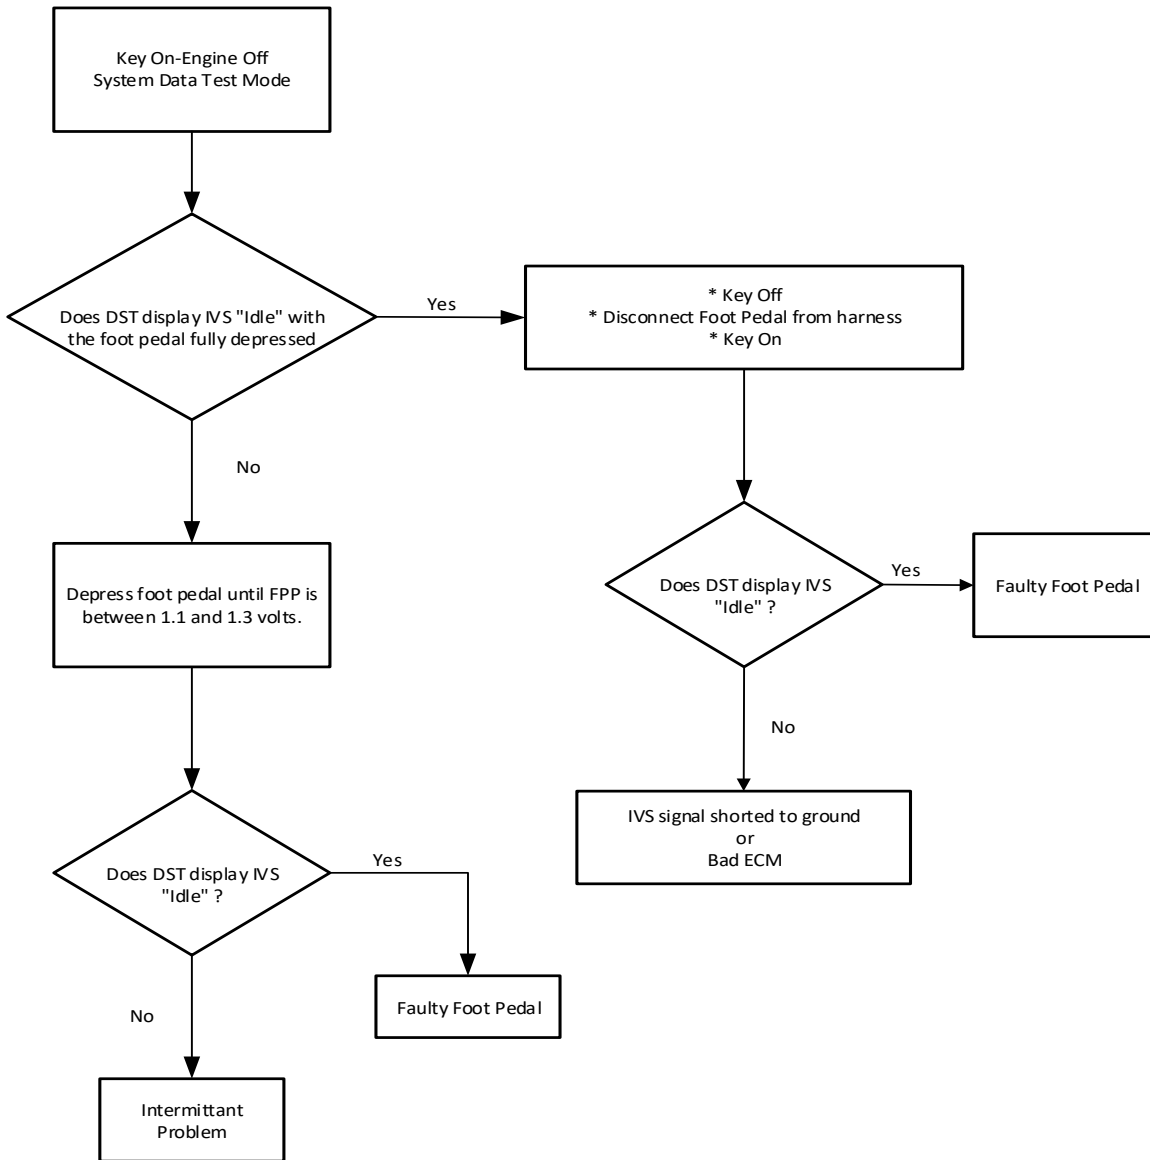 Key On-Engine Off
System Data Test Mode
Does DST display IVS "Idle" with
the foot pedal fully depressed
Yes
* Key Off
* Disconnect Foot Pedal from harness
* Key On
No
Depress foot pedal until FPP is
between 1.1 and 1.3 volts.
Does DST display IVS
"Idle" ?
Yes
Faulty Foot Pedal
No
IVS signal shorted to ground
or
Bad ECM
Does DST display IVS
"Idle" ?
Yes
Faulty Foot Pedal
No
Intermittant
Problem